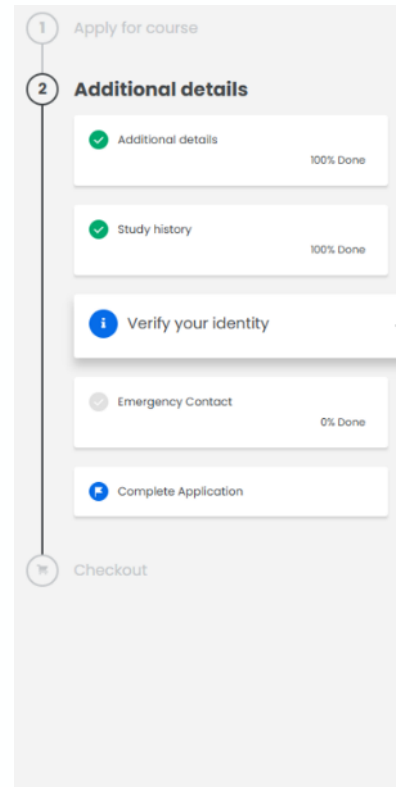 1
Apply for course
2
Additional details
Additional details
100% Done
Study history
100% Done
i
Verify your identity
Emergency Contact
0% Done
Complete Application
Checkout